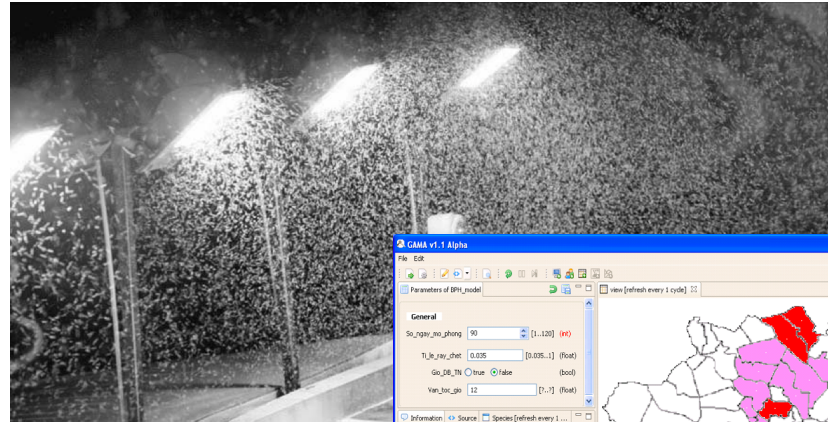 GAMA v1.1 Alpha
File Edit
Parameters of BPH_model
view [refresh every 1 cycle]
General
So_ngay_mo_phong 90 [1..120] (int)
Ti_le_ray_chet 0.035 [0.035..1] (float)
Gio_DB_TN true false (bool)
Van_toc_gio 12 [?..?] (float)
Information Source Species [refresh every 1 ...